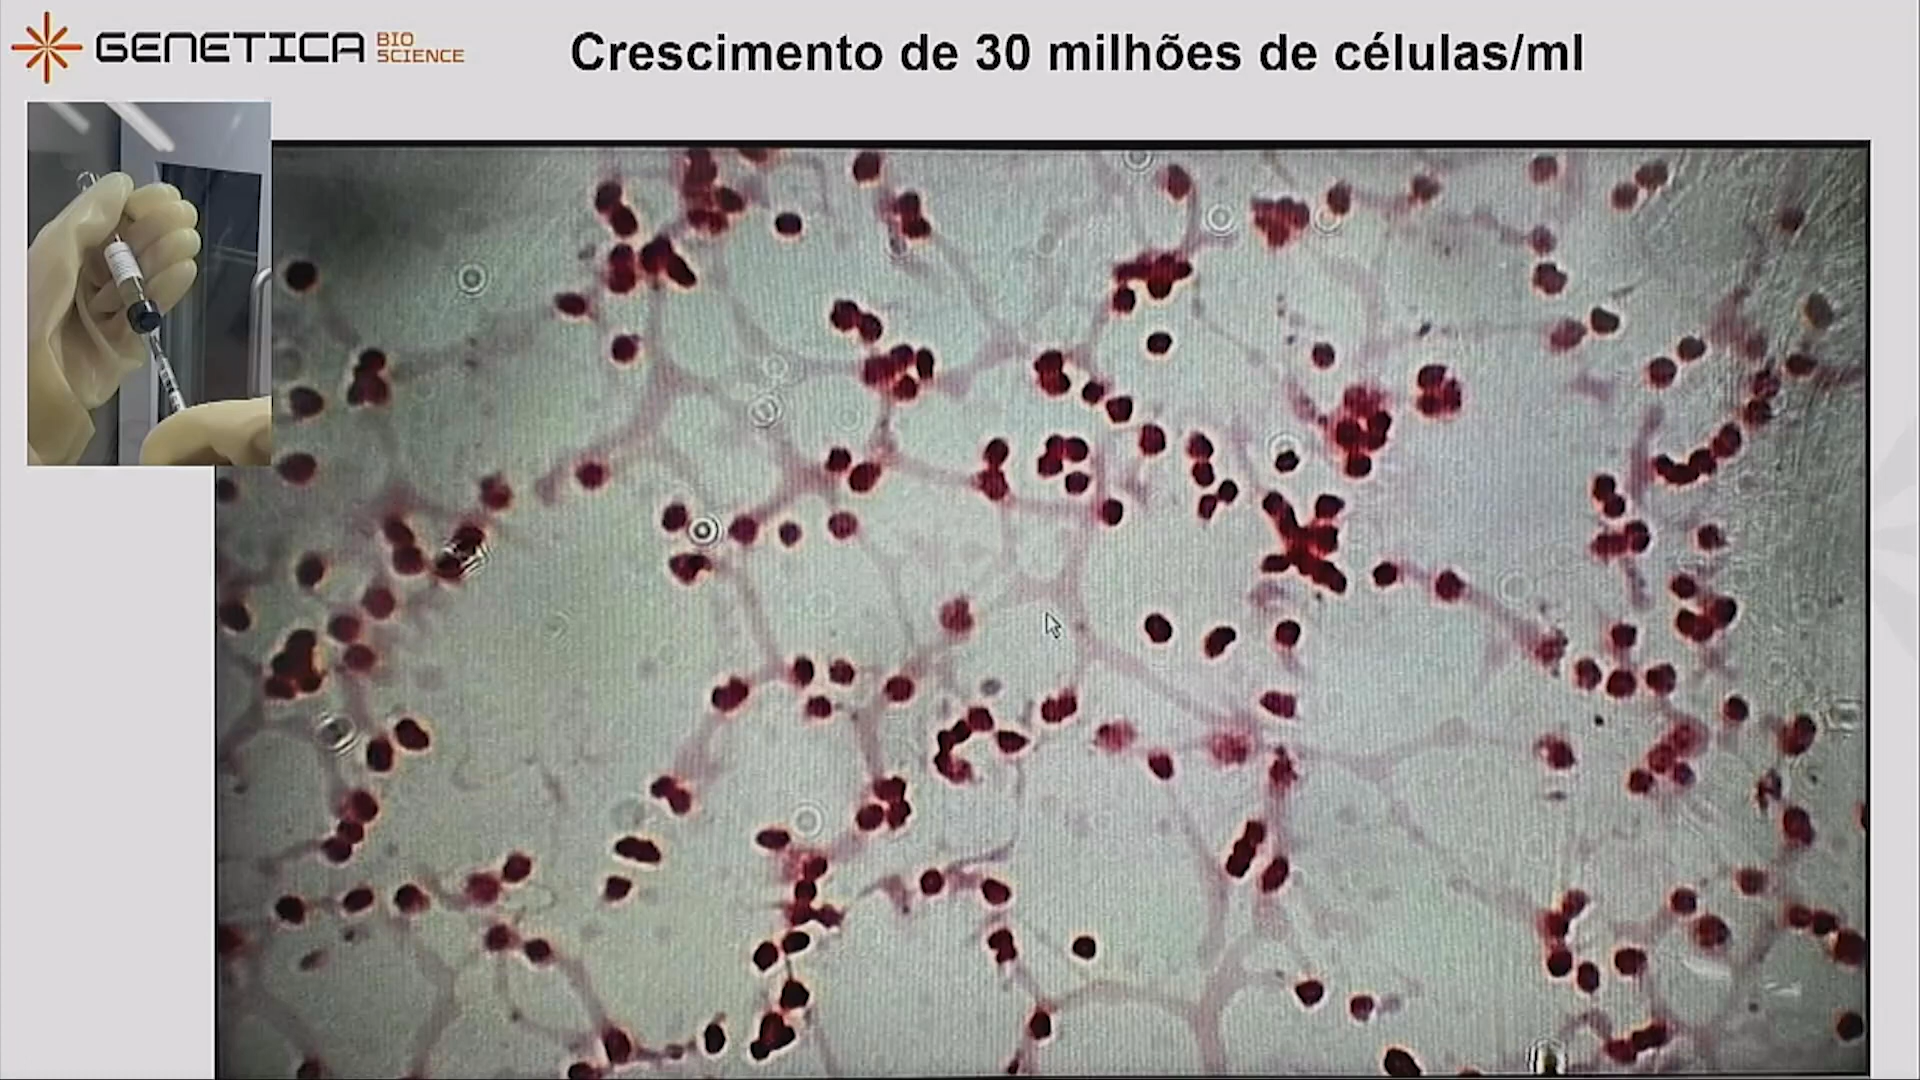 GENETICA BIO
SCIENCE
Crescimento de 30 milhões de células/ml